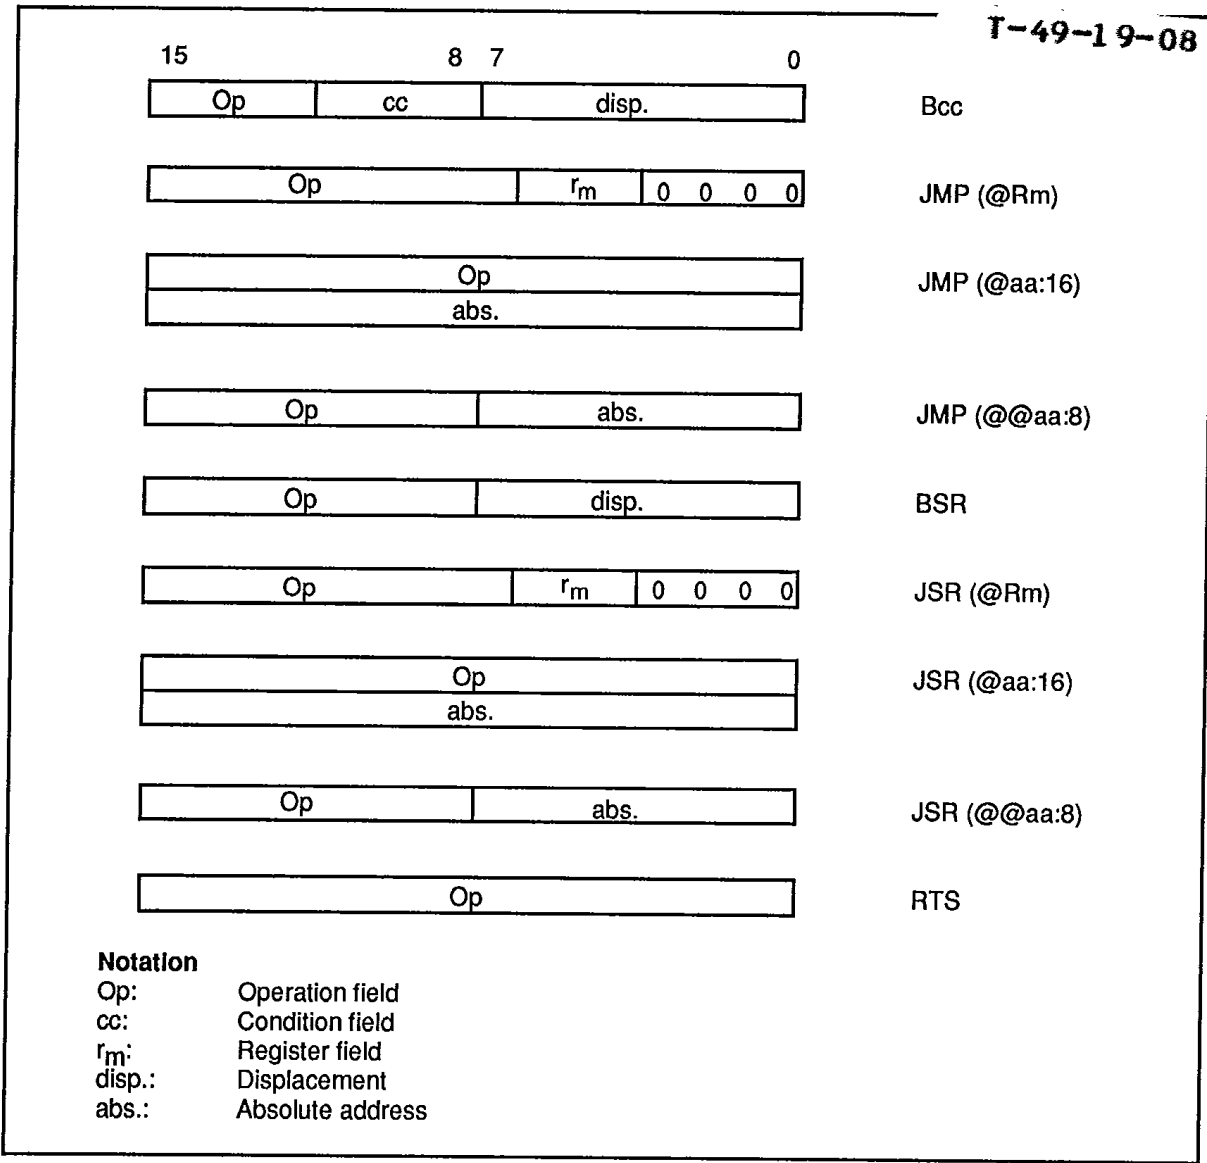 T-49-19-08
15 8 7 0
Op cc disp. Bcc
Op rm 0 0 0 0 JMP (@Rm)
Op JMP (@aa:16)
abs.
Op abs. JMP (@@aa:8)
Op disp. BSR
Op rm 0 0 0 0 JSR (@Rm)
Op JSR (@aa:16)
abs.
Op abs. JSR (@@aa:8)
Op RTS
Notation
Op: Operation field
cc: Condition field
rm: Register field
disp.: Displacement
abs.: Absolute address